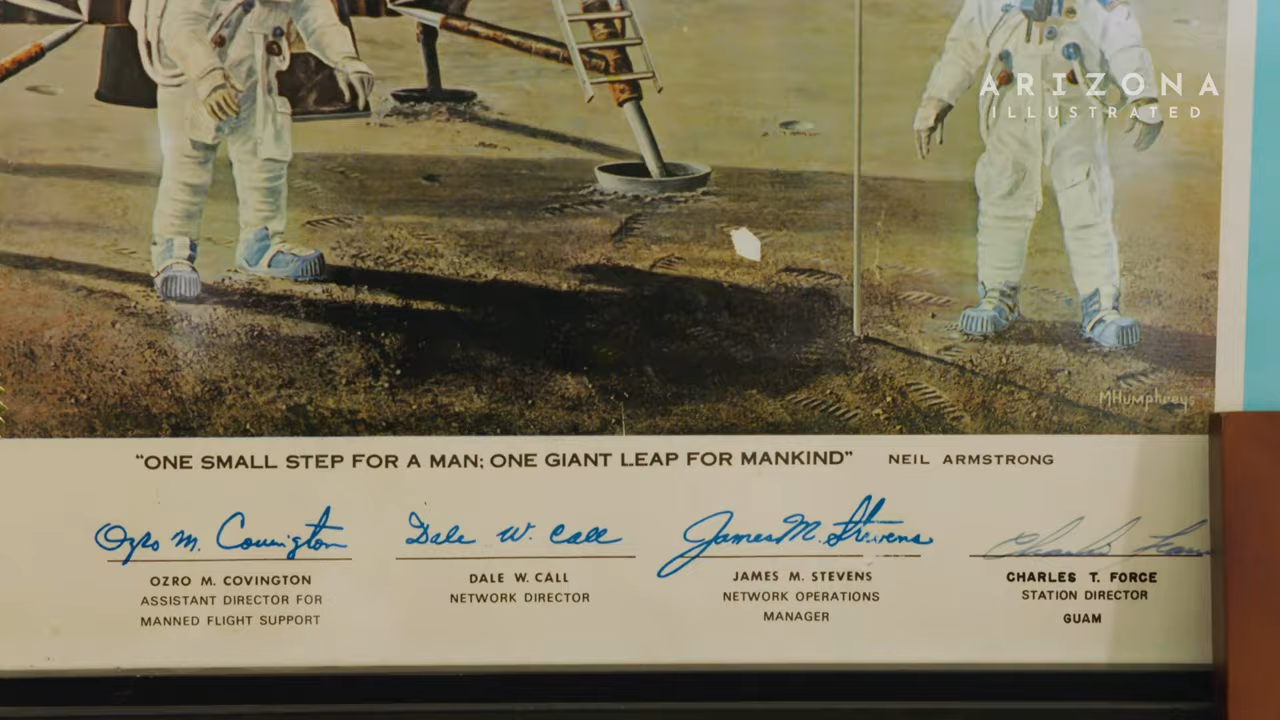 ARIZONA
ILLUSTRATED
MHumphreys
"ONE SMALL STEP FOR A MAN; ONE GIANT LEAP FOR MANKIND" NEIL ARMSTRONG
Ozro M. Covington
Dale W. Call
James M. Stevens
OZRO M. COVINGTON
ASSISTANT DIRECTOR FOR
MANNED FLIGHT SUPPORT
DALE W. CALL
NETWORK DIRECTOR
JAMES M. STEVENS
NETWORK OPERATIONS
MANAGER
CHARLES T. FORCE
STATION DIRECTOR
GUAM